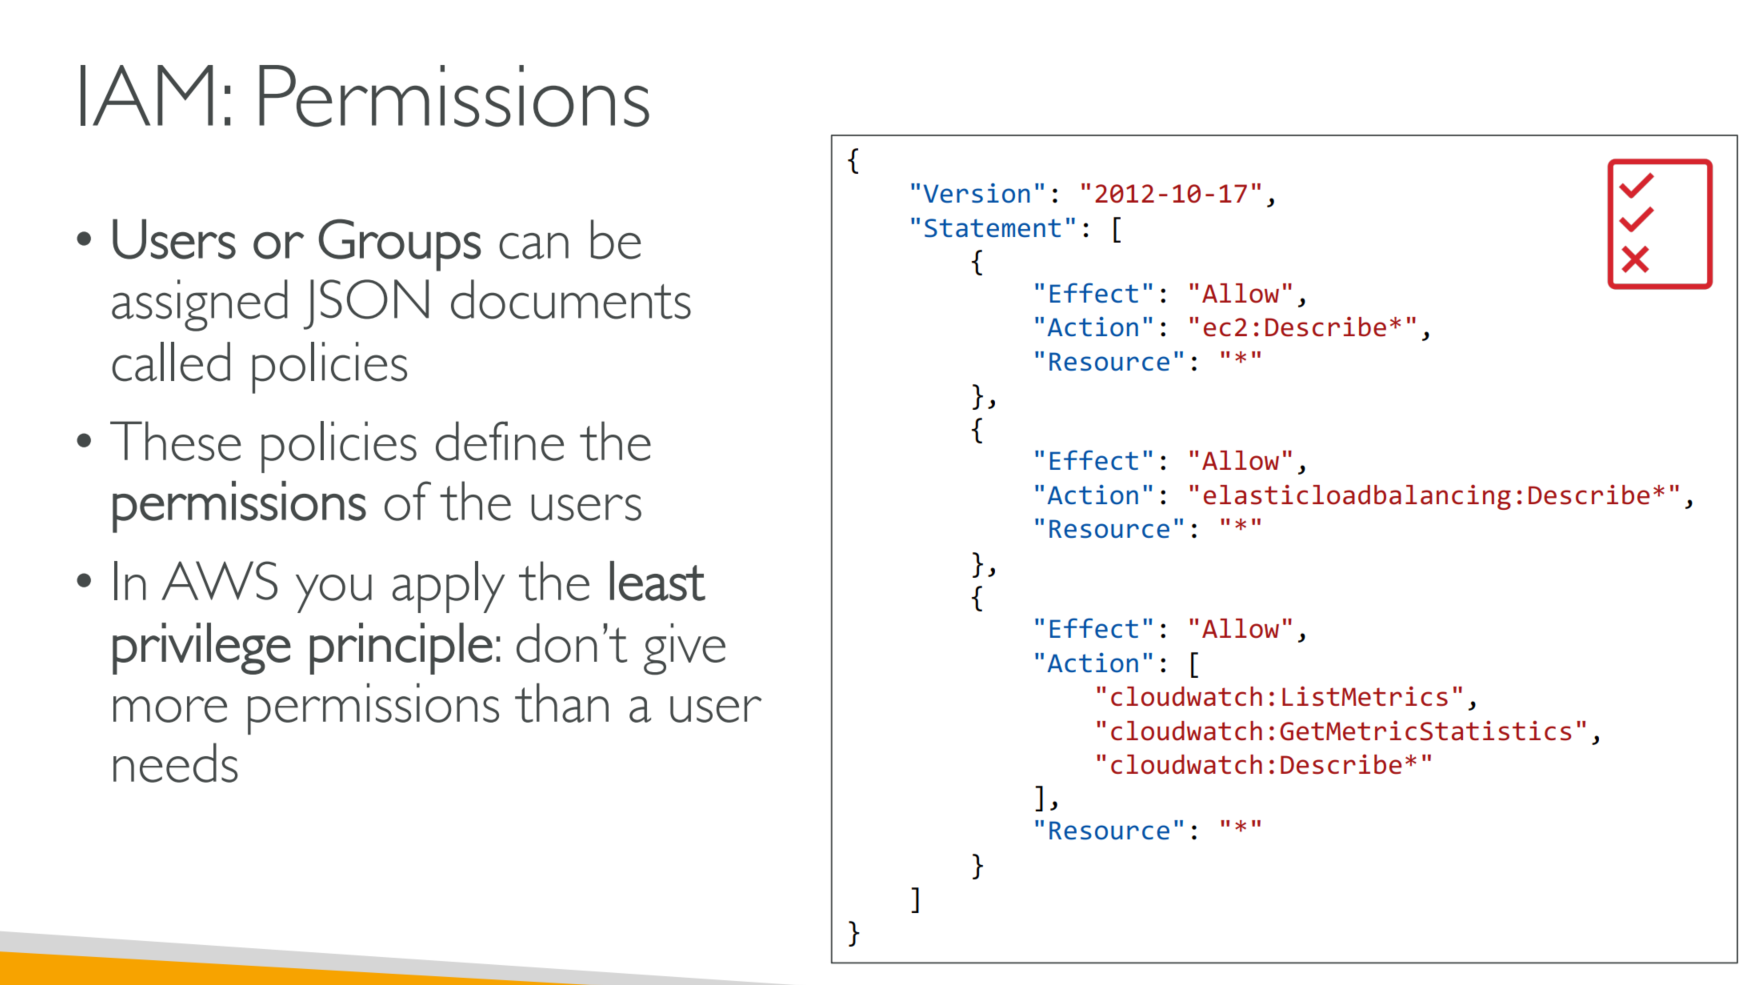 IAM: Permissions
• Users or Groups can be
assigned JSON documents
called policies
• These policies define the
permissions of the users
• In AWS you apply the least
privilege principle: don’t give
more permissions than a user
needs
{
    "Version": "2012-10-17",
    "Statement": [
        {
            "Effect": "Allow",
            "Action": "ec2:Describe*",
            "Resource": "*"
        },
        {
            "Effect": "Allow",
            "Action": "elasticloadbalancing:Describe*",
            "Resource": "*"
        },
        {
            "Effect": "Allow",
            "Action": [
                "cloudwatch:ListMetrics",
                "cloudwatch:GetMetricStatistics",
                "cloudwatch:Describe*"
            ],
            "Resource": "*"
        }
    ]
}